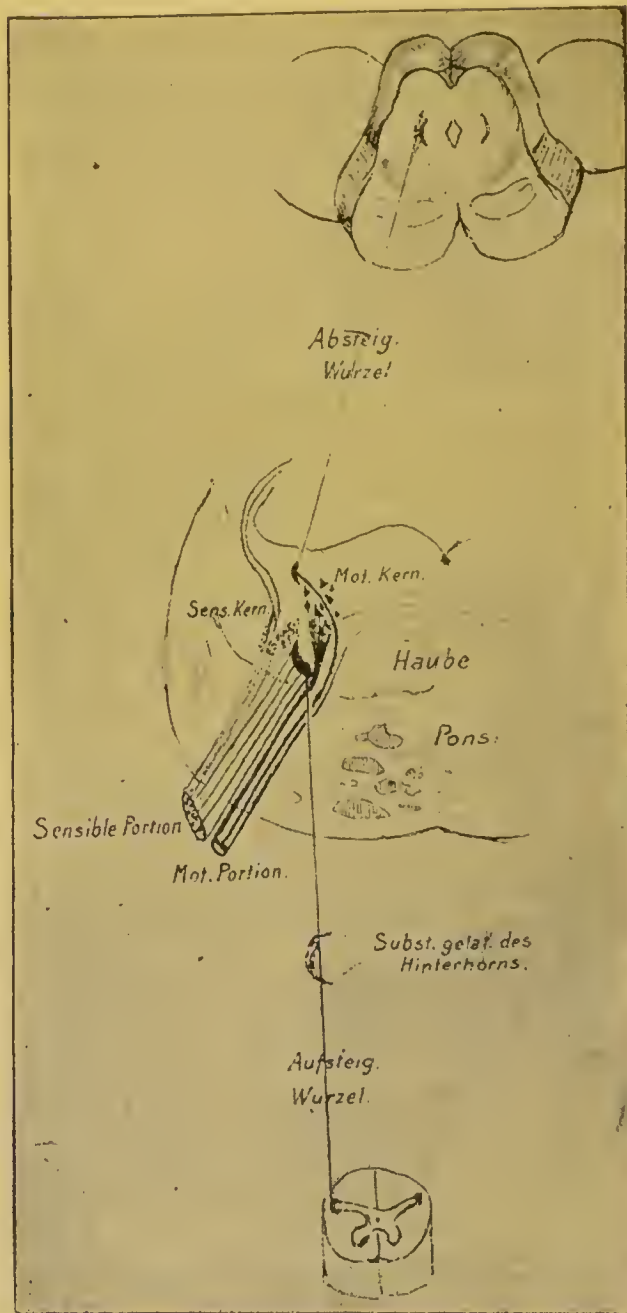 Absteig.
Wurzel
Mot. Kern.
Sens. Kern.
Haube
Pons.
Sensible Portion
Mot. Portion.
Subst. gelat. des
Hinterhorns.
Aufsteig.
Wurzel.